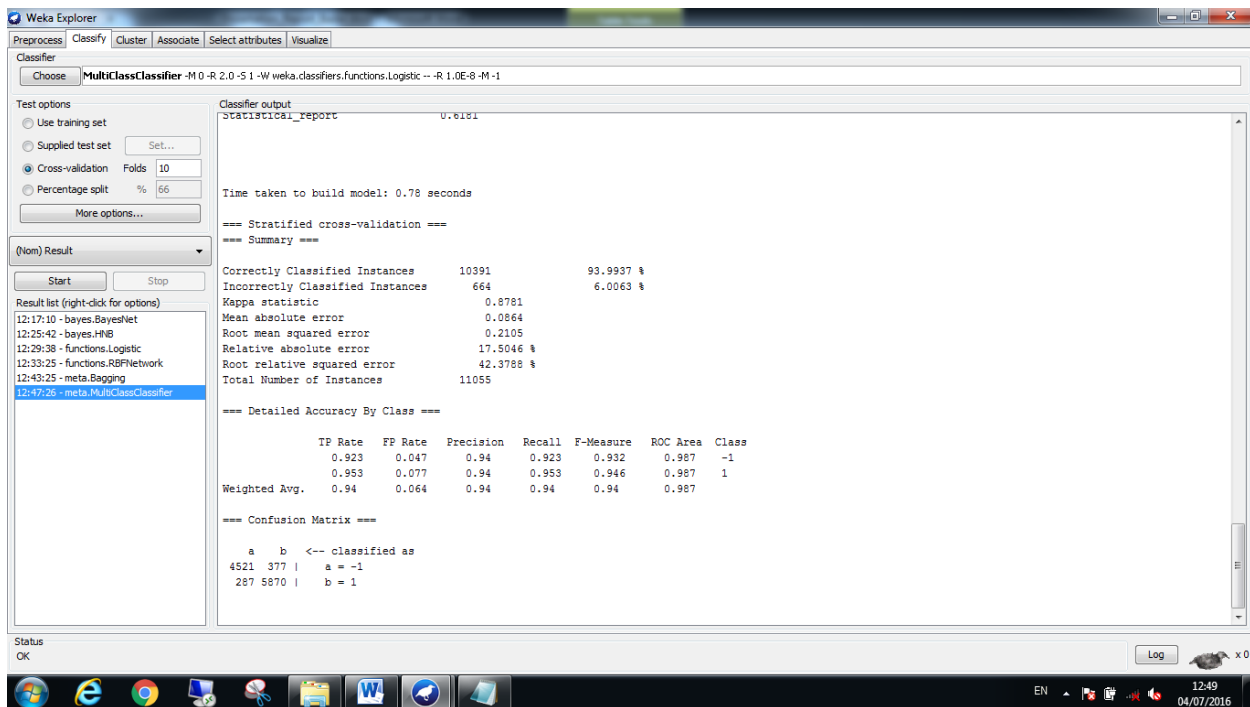 Weka Explorer
Preprocess Classify Cluster Associate Select attributes Visualize
Classifier
Choose MultiClassClassifier -M 0 -R 2.0 -S 1 -W weka.classifiers.functions.Logistic -- -R 1.0E-8 -M -1
Test options
Use training set
Supplied test set Set...
Cross-validation Folds 10
Percentage split % 66
More options...
(Nom) Result
Start Stop
Result list (right-click for options)
12:17:10 - bayes.BayesNet
12:25:42 - bayes.HNB
12:29:38 - functions.Logistic
12:33:25 - functions.RBFNetwork
12:43:25 - meta.Bagging
12:47:26 - meta.MultiClassClassifier
Classifier output
Statistical_report 0.6181
Time taken to build model: 0.78 seconds
=== Stratified cross-validation ===
=== Summary ===
Correctly Classified Instances 10391 93.9937 %
Incorrectly Classified Instances 664 6.0063 %
Kappa statistic 0.8781
Mean absolute error 0.0864
Root mean squared error 0.2105
Relative absolute error 17.5046 %
Root relative squared error 42.3788 %
Total Number of Instances 11055
=== Detailed Accuracy By Class ===
TP Rate FP Rate Precision Recall F-Measure ROC Area Class
0.923 0.047 0.94 0.923 0.932 0.987 -1
0.953 0.077 0.94 0.953 0.946 0.987 1
Weighted Avg. 0.94 0.064 0.94 0.94 0.94 0.987
=== Confusion Matrix ===
a b <-- classified as
4521 377 | a = -1
287 5870 | b = 1
Status
OK
Log
x 0
EN
12:49
04/07/2016